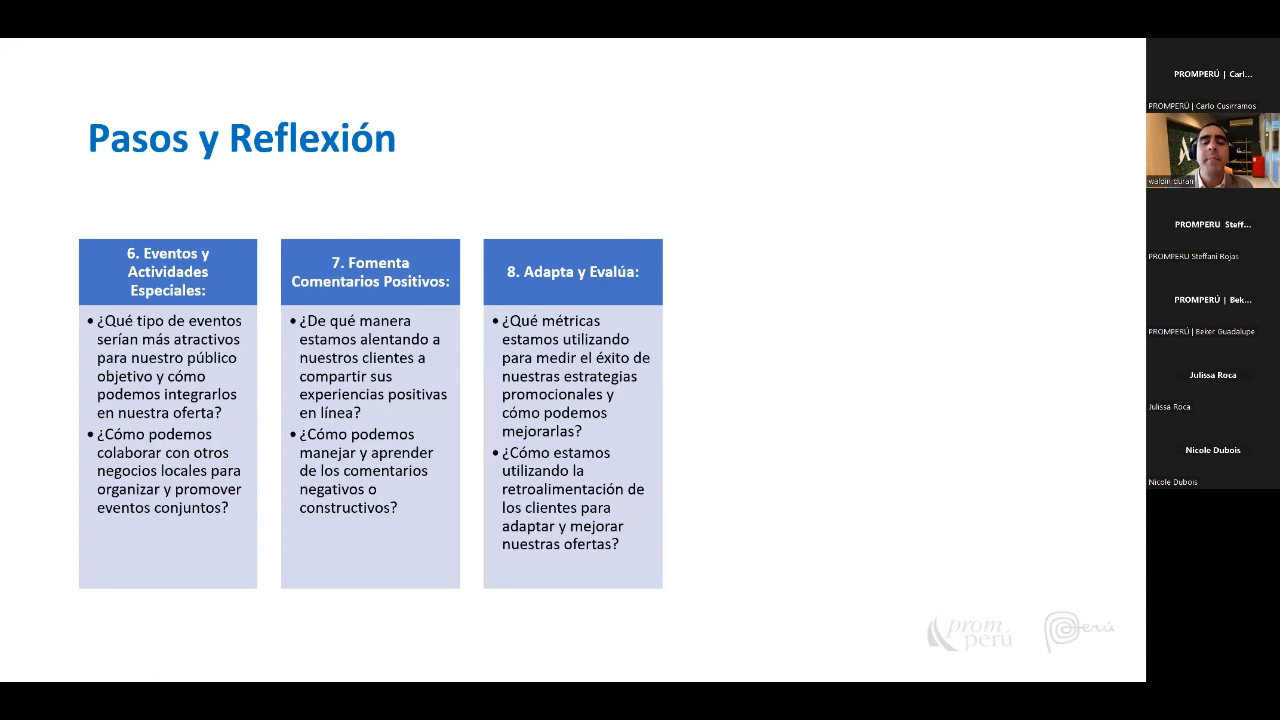 Pasos y Reflexión
6. Eventos y
Actividades
Especiales:
• ¿Qué tipo de eventos
serían más atractivos
para nuestro público
objetivo y cómo
podemos integrarlos
en nuestra oferta?
• ¿Cómo podemos
colaborar con otros
negocios locales para
organizar y promover
eventos conjuntos?
7. Fomenta
Comentarios Positivos:
• ¿De qué manera
estamos alentando a
nuestros clientes a
compartir sus
experiencias positivas
en línea?
• ¿Cómo podemos
manejar y aprender
de los comentarios
negativos o
constructivos?
8. Adapta y Evalúa:
• ¿Qué métricas
estamos utilizando
para medir el éxito de
nuestras estrategias
promocionales y
cómo podemos
mejorarlas?
• ¿Cómo estamos
utilizando la
retroalimentación de
los clientes para
adaptar y mejorar
nuestras ofertas?
prom
perú
Perú
PROMPERÚ | Carl...
PROMPERÚ | Carlo Cusirramos
waldin duran
PROMPERU Steff...
PROMPERU Steffani Rojas
PROMPERÚ | Bek...
PROMPERÚ | Beker Guadalupe
Julissa Roca
Julissa Roca
Nicole Dubois
Nicole Dubois